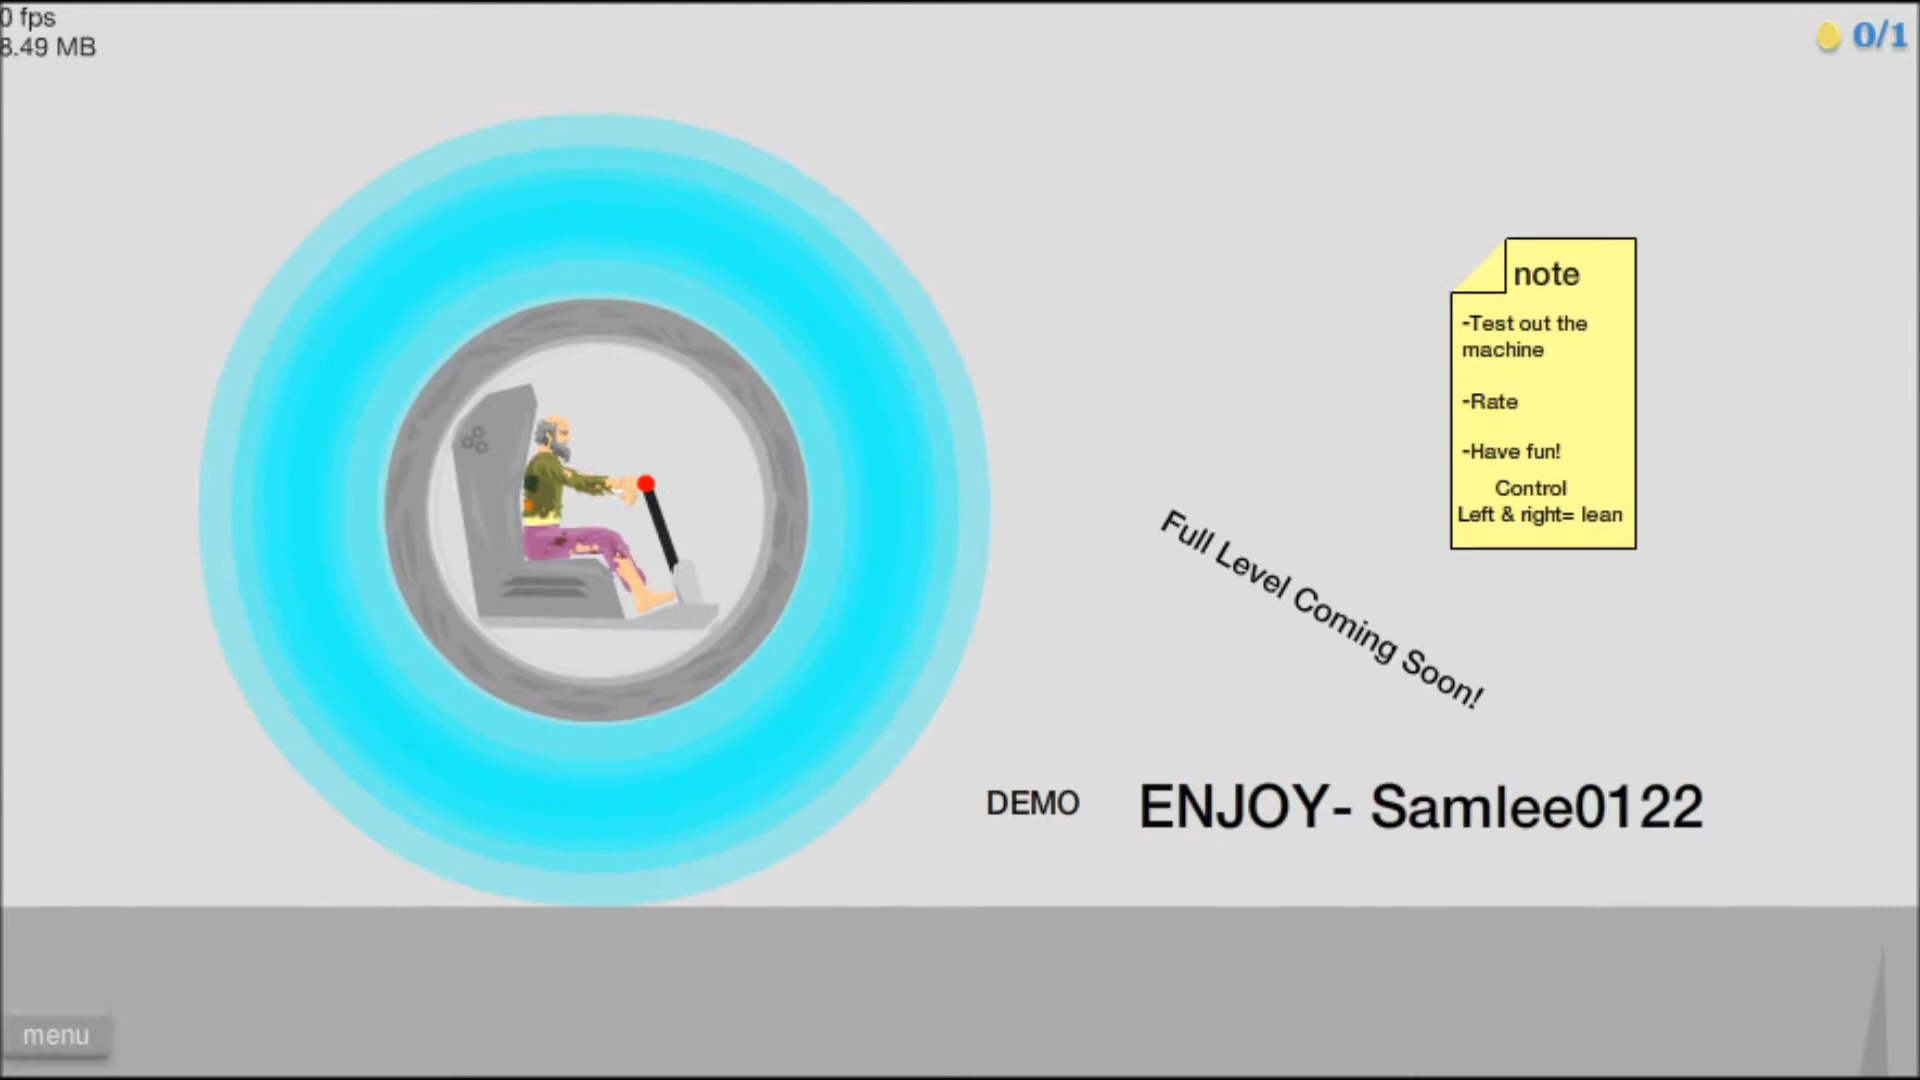 0 fps
8.49 MB
0/1
note
-Test out the
machine
-Rate
-Have fun!
Control
Left & right= lean
Full Level Coming Soon!
DEMO
ENJOY- Samlee0122
menu